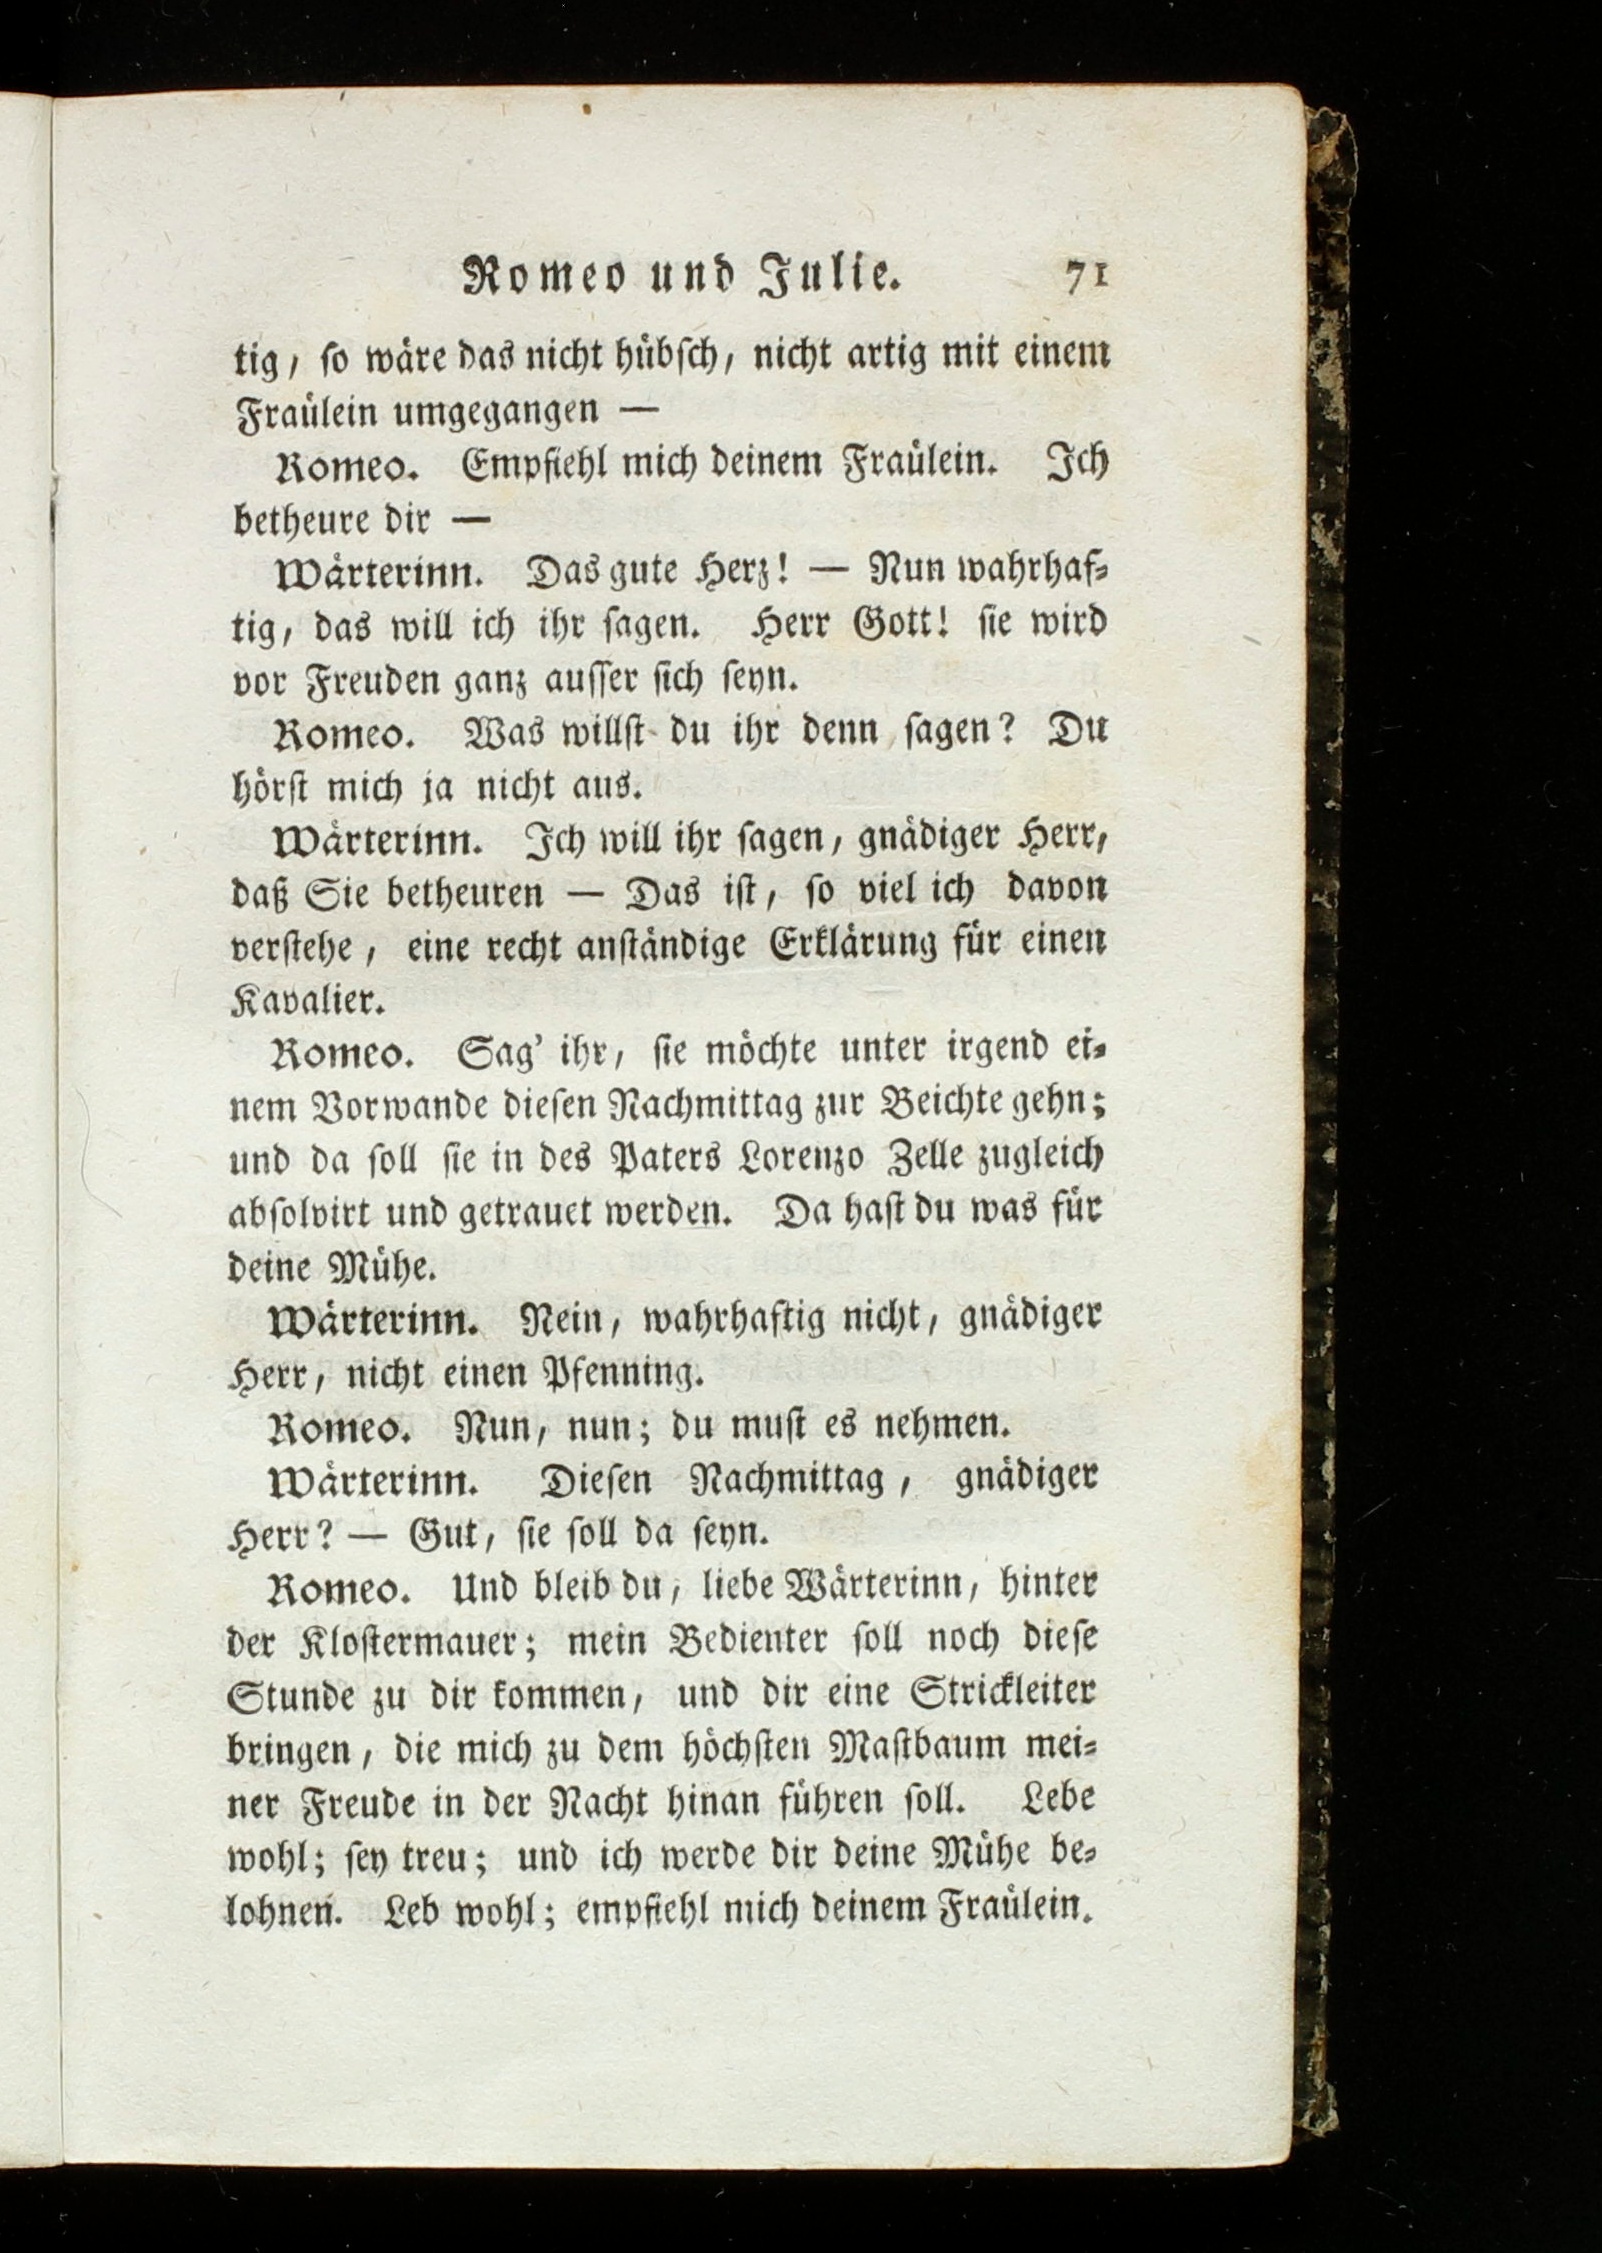 Romeo und Julie. 71
tig, ſo wäre das nicht hübſch, nicht artig mit einem
Fraülein umgegangen —
Romeo. Empfiehl mich deinem Fraülein. Ich
betheure dir —
Wärterinn. Das gute Herz! — Nun wahrhaf⸗
tig, das will ich ihr ſagen. Herr Gott! ſie wird
vor Freuden ganz auſſer ſich ſeyn.
Romeo. Was willſt du ihr denn ſagen? Du
hörſt mich ja nicht aus.
Wärterinn. Ich will ihr ſagen, gnädiger Herr,
daß Sie betheuren — Das iſt, ſo viel ich davon
verſtehe, eine recht anſtändige Erklärung für einen
Kavalier.
Romeo. Sag' ihr, ſie möchte unter irgend ei⸗
nem Vorwande dieſen Nachmittag zur Beichte gehn;
und da ſoll ſie in des Paters Lorenzo Zelle zugleich
abſolvirt und getrauet werden. Da haſt du was für
deine Mühe.
Wärterinn. Nein, wahrhaftig nicht, gnädiger
Herr, nicht einen Pfenning.
Romeo. Nun, nun; du muſt es nehmen.
Wärterinn. Dieſen Nachmittag, gnädiger
Herr? — Gut, ſie ſoll da ſeyn.
Romeo. Und bleib du, liebe Wärterinn, hinter
der Kloſtermauer; mein Bedienter ſoll noch dieſe
Stunde zu dir kommen, und dir eine Strickleiter
bringen, die mich zu dem höchſten Maſtbaum mei⸗
ner Freude in der Nacht hinan führen ſoll. Lebe
wohl; ſey treu; und ich werde dir deine Mühe be⸗
lohnen. Leb wohl; empfiehl mich deinem Fraülein.